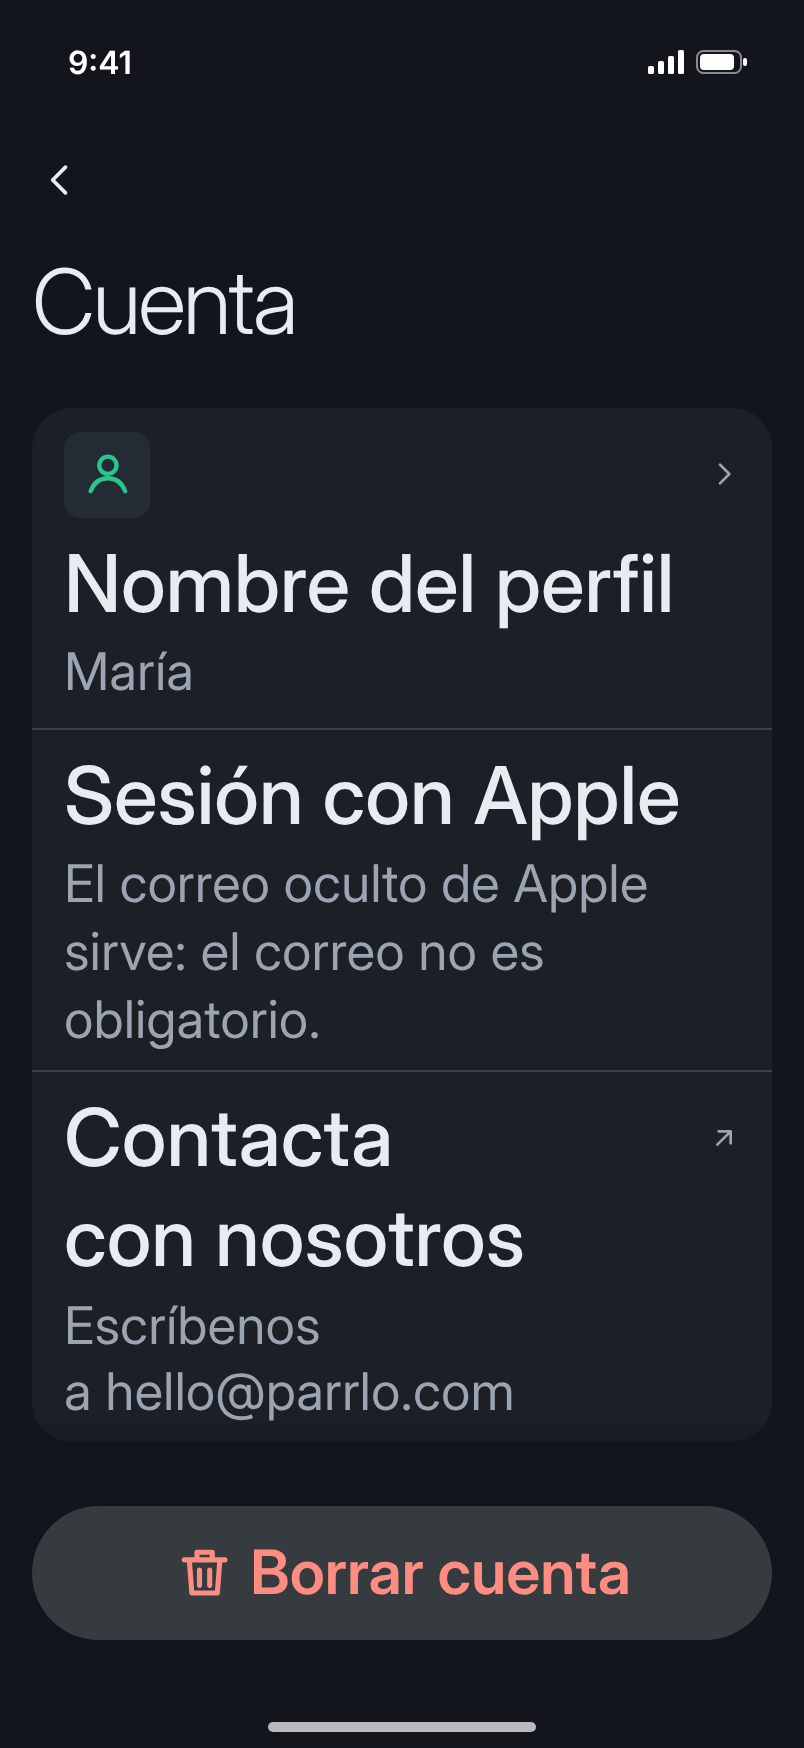 9:41
Cuenta
Nombre del perfil
María
Sesión con Apple
El correo oculto de Apple
sirve: el correo no es
obligatorio.
Contacta
con nosotros
Escríbenos
a hello@parrlo.com
Borrar cuenta